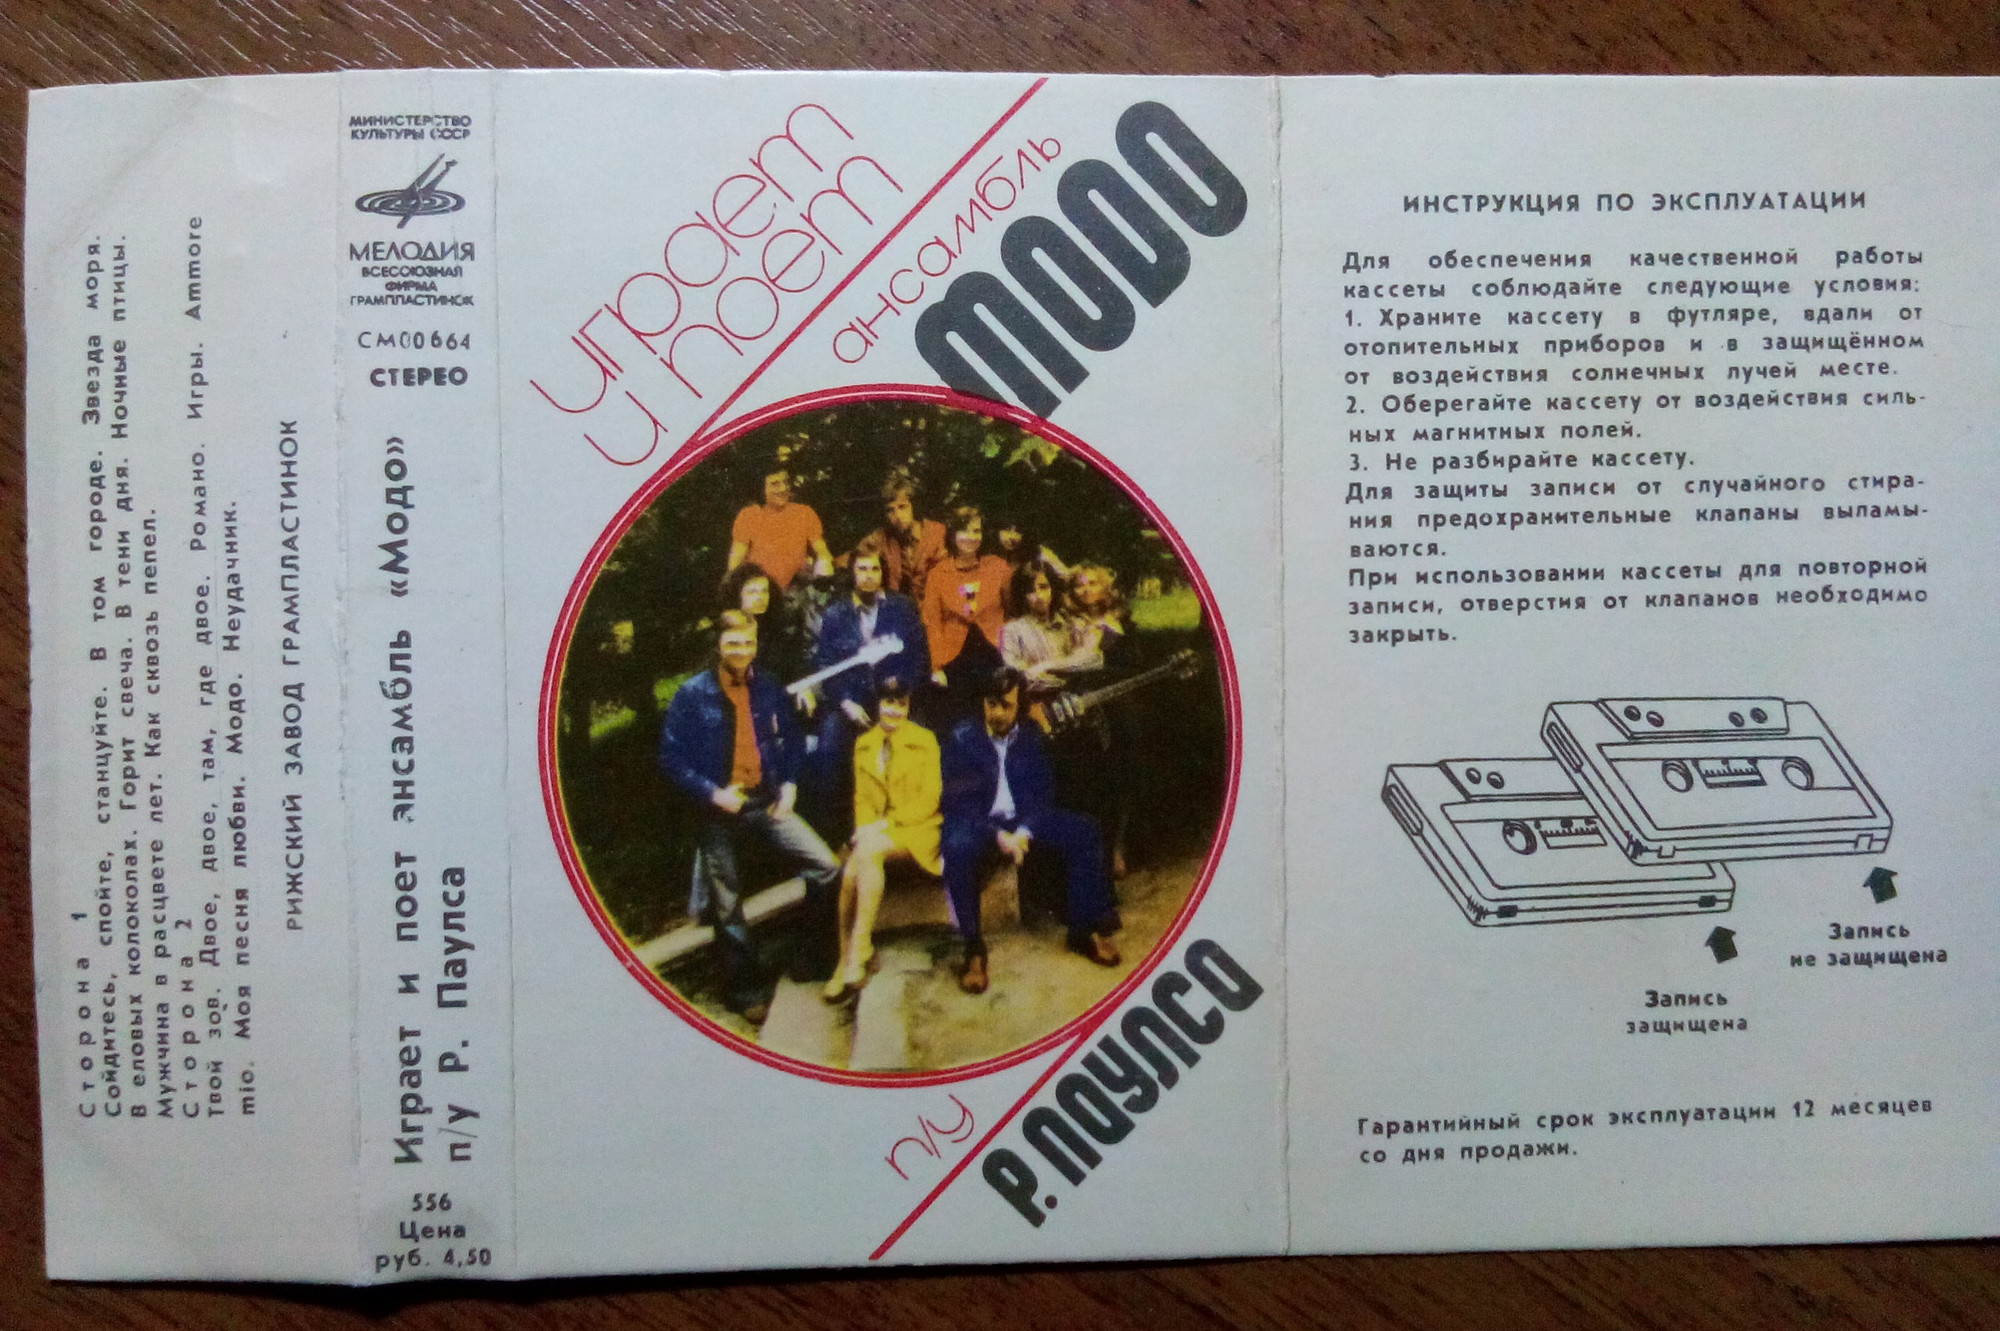 Сторона 1
Сойдитесь, спойте, станцуйте. В том городе. Звезда моря.
В еловых колоколах. Горит свеча. В тени дня. Ночные птицы.
Мужчина в расцвете лет. Как сквозь пепел.
Сторона 2
Твой зов. Двое, двое, там, где двое. Романо. Игры. Ammore
mio. Моя песня любви. Модо. Неудачник.
РИЖСКИЙ ЗАВОД ГРАМПЛАСТИНОК
МИНИСТЕРСТВО
КУЛЬТУРЫ СССР
МЕЛОДИЯ
ВСЕСОЮЗНАЯ
ФИРМА
ГРАМПЛАСТИНОК
СМ00664
СТЕРЕО
Играет и поет ансамбль «Модо»
п/у Р. Паулса
556
Цена
руб. 4,50
играет
и поет
ансамбль
МОДО
п/у
Р. ПАУЛСА
ИНСТРУКЦИЯ ПО ЭКСПЛУАТАЦИИ
Для обеспечения качественной работы
кассеты соблюдайте следующие условия:
1. Храните кассету в футляре, вдали от
отопительных приборов и в защищённом
от воздействия солнечных лучей месте.
2. Оберегайте кассету от воздействия силь-
ных магнитных полей.
3. Не разбирайте кассету.
Для защиты записи от случайного стира-
ния предохранительные клапаны выламы-
ваются.
При использовании кассеты для повторной
записи, отверстия от клапанов необходимо
закрыть.
Запись
не защищена
Запись
защищена
Гарантийный срок эксплуатации 12 месяцев
со дня продажи.